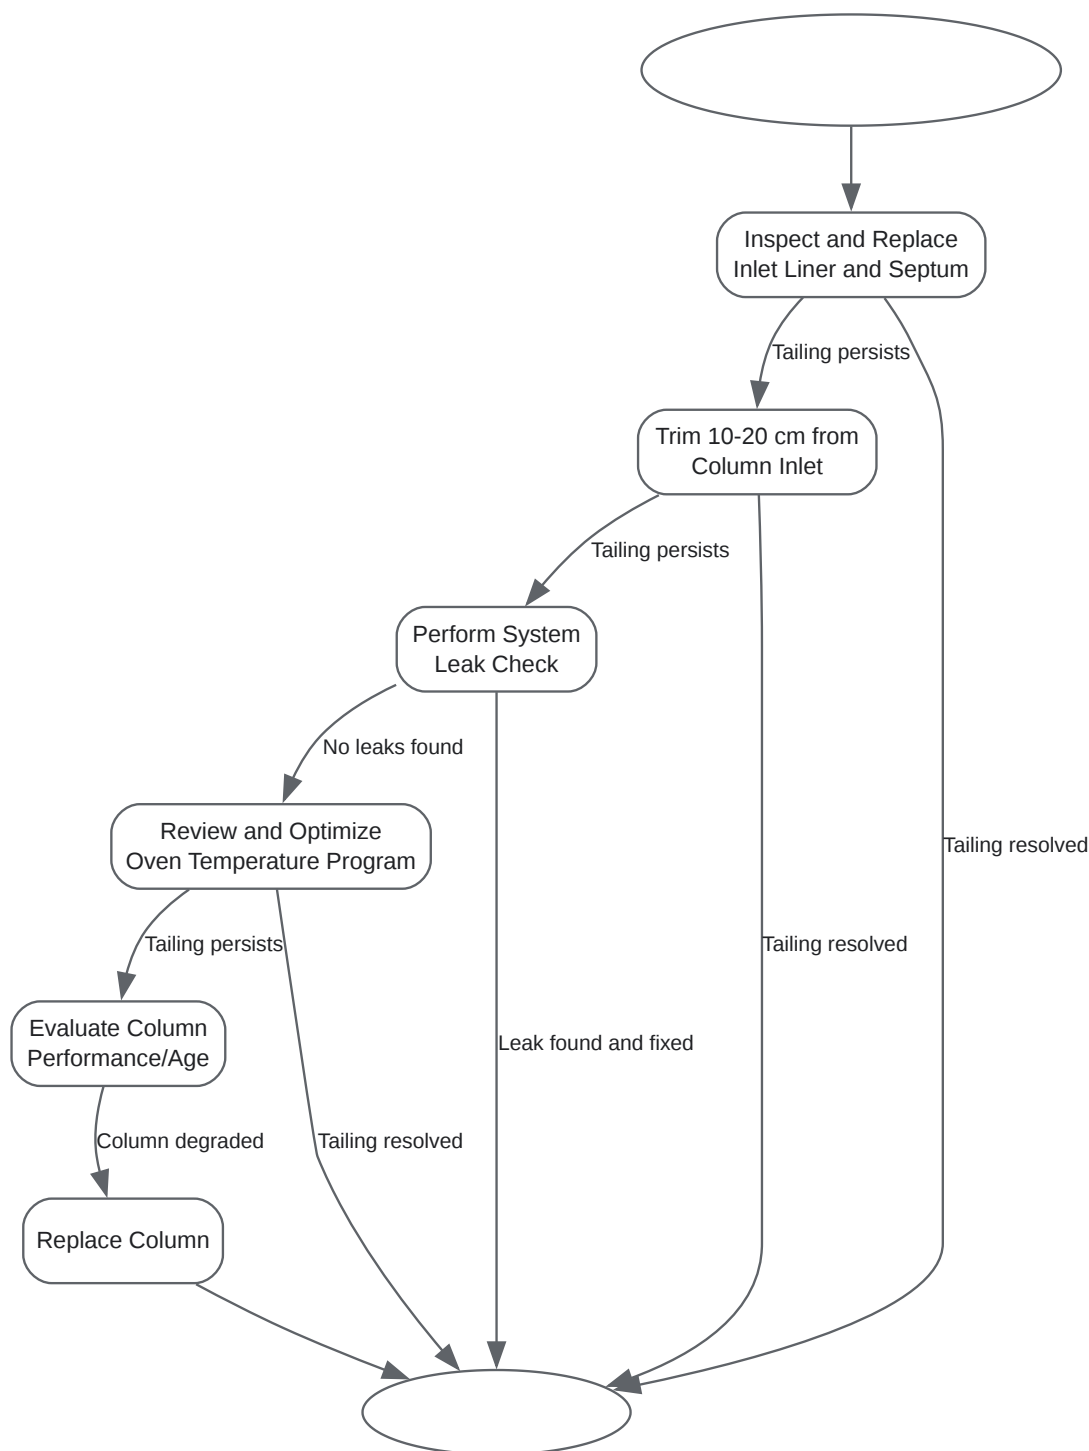 Inspect and Replace
Inlet Liner and Septum
Tailing persists
Trim 10-20 cm from
Column Inlet
Tailing persists
Perform System
Leak Check
No leaks found
Review and Optimize
Oven Temperature Program
Tailing resolved
Tailing persists
Tailing resolved
Evaluate Column
Performance/Age
Leak found and fixed
Column degraded
Tailing resolved
Replace Column